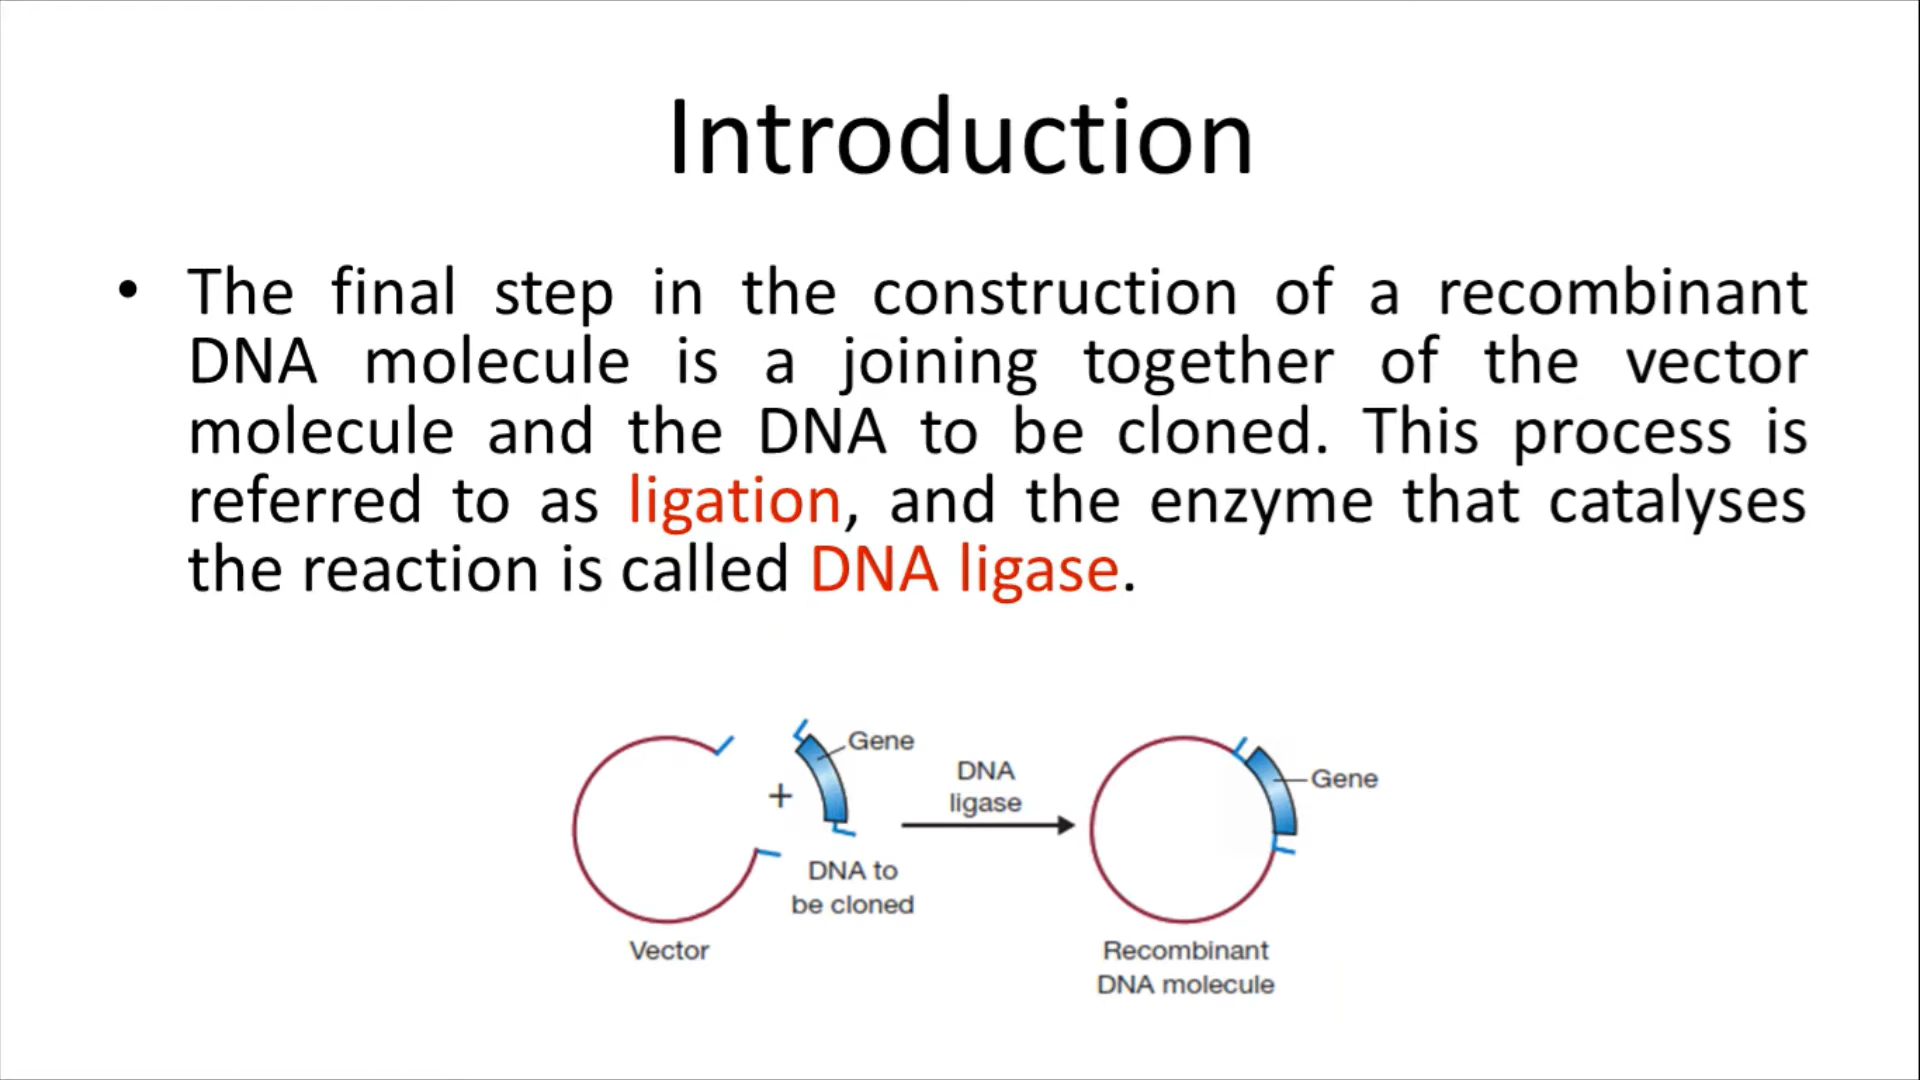 Introduction
• The final step in the construction of a recombinant
DNA molecule is a joining together of the vector
molecule and the DNA to be cloned. This process is
referred to as ligation, and the enzyme that catalyses
the reaction is called DNA ligase.
Gene
+
DNA to
be cloned
Vector
DNA
ligase
Gene
Recombinant
DNA molecule